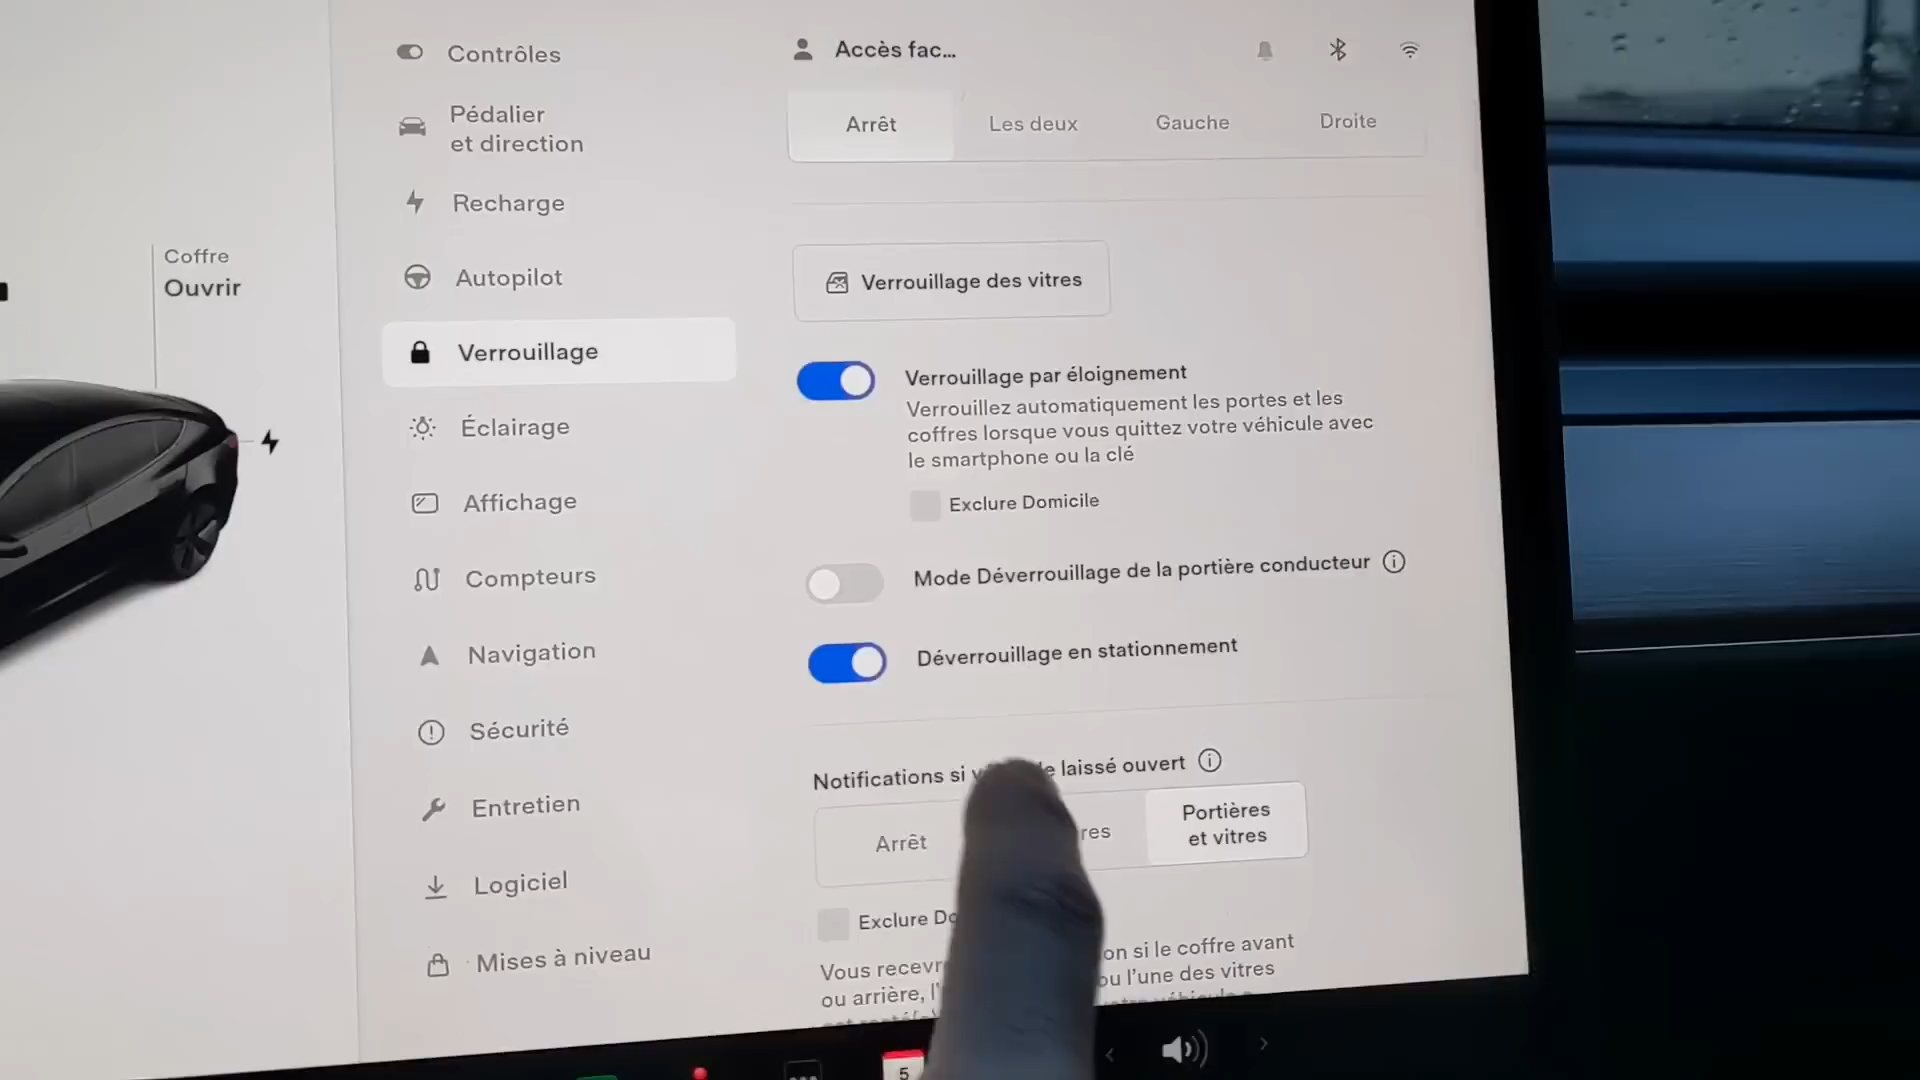 Coffre
Ouvrir
Contrôles
Pédalier
et direction
Recharge
Autopilot
Verrouillage
Éclairage
Affichage
Compteurs
Navigation
Sécurité
Entretien
Logiciel
Mises à niveau
Accès fac...
Arrêt Les deux Gauche Droite
Verrouillage des vitres
Verrouillage par éloignement
Verrouillez automatiquement les portes et les
coffres lorsque vous quittez votre véhicule avec
le smartphone ou la clé
Exclure Domicile
Mode Déverrouillage de la portière conducteur
Déverrouillage en stationnement
Notifications si laissé ouvert
Arrêt
Portières
et vitres
Exclure
Vous si le coffre avant
ou arrière, l'une des vitres
5